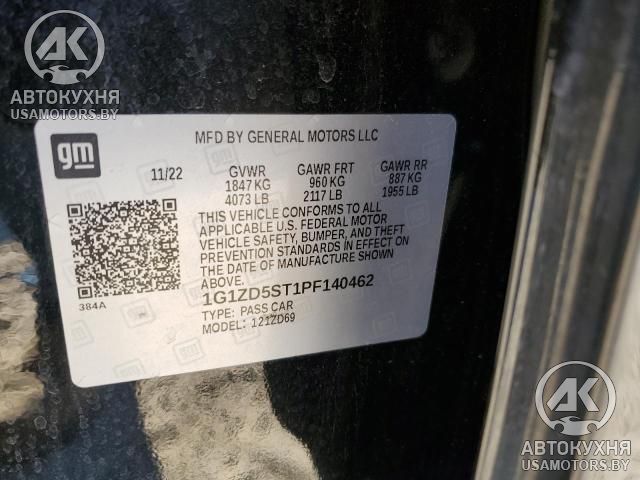 AK
АВТОКУХНЯ
USAMOTORS.BY
gm
MFD BY GENERAL MOTORS LLC
11/22 GVWR GAWR FRT GAWR RR
1847 KG 960 KG 887 KG
4073 LB 2117 LB 1955 LB
THIS VEHICLE CONFORMS TO ALL
APPLICABLE U.S. FEDERAL MOTOR
VEHICLE SAFETY, BUMPER, AND THEFT
PREVENTION STANDARDS IN EFFECT ON
THE DATE OF MANUFACTURE SHOWN
ABOVE.
384A
1G1ZD5ST1PF140462
TYPE: PASS CAR
MODEL: 121ZD69
AK
АВТОКУХНЯ
USAMOTORS.BY